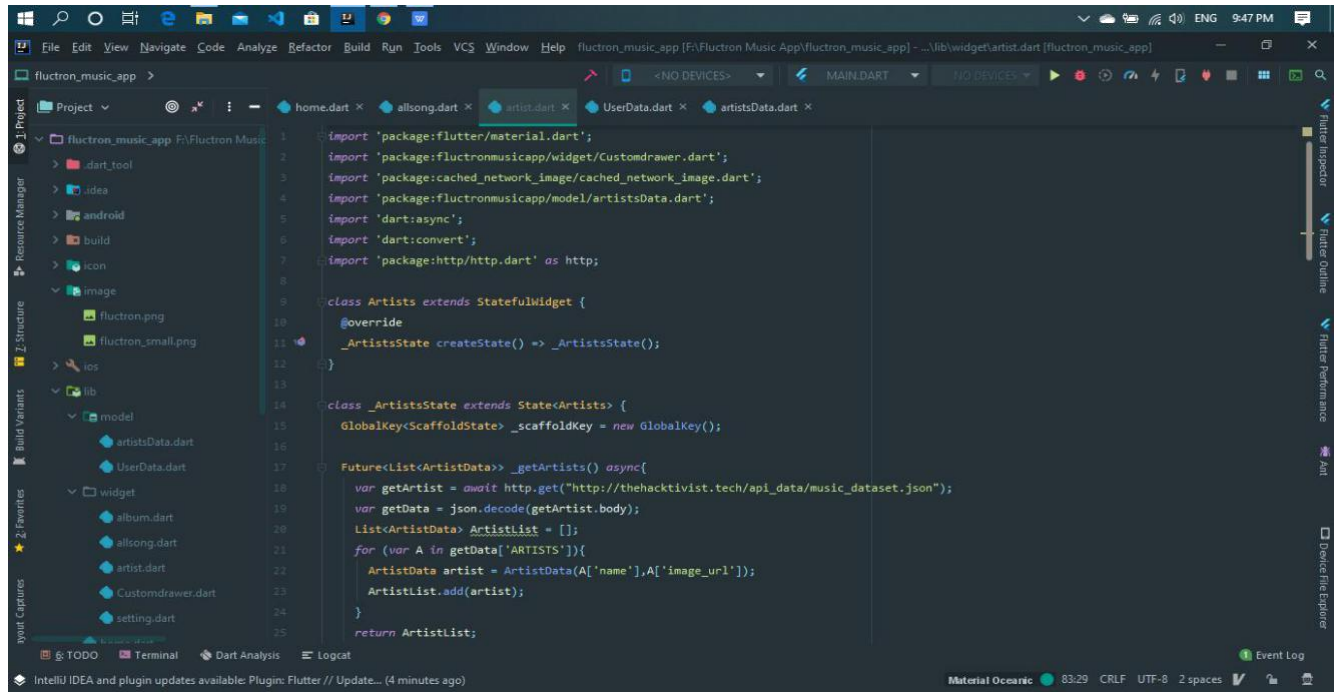 ENG 9:47 PM
File Edit View Navigate Code Analyze Refactor Build Run Tools VCS Window Help fluctron_music_app [F:\Fluctron Music App\fluctron_music_app] - ...\lib\widget\artist.dart [fluctron_music_app]
fluctron_music_app
<NO DEVICES> MAIN.DART NO DEVICES
Project
home.dart allsong.dart artist.dart UserData.dart artistsData.dart
1: Project
Resource Manager
Z: Structure
Build Variants
2: Favorites
ayout Captures
fluctron_music_app F:\Fluctron Music
.dart_tool
.idea
android
build
icon
image
fluctron.png
fluctron_small.png
ios
lib
model
artistsData.dart
UserData.dart
widget
album.dart
allsong.dart
artist.dart
Customdrawer.dart
setting.dart
home.dart
1 import 'package:flutter/material.dart';
2 import 'package:fluctronmusicapp/widget/Customdrawer.dart';
3 import 'package:cached_network_image/cached_network_image.dart';
4 import 'package:fluctronmusicapp/model/artistsData.dart';
5 import 'dart:async';
6 import 'dart:convert';
7 import 'package:http/http.dart' as http;
8
9 class Artists extends StatefulWidget {
10 @override
11 _ArtistsState createState() => _ArtistsState();
12 }
13
14 class _ArtistsState extends State<Artists> {
15 GlobalKey<ScaffoldState> _scaffoldKey = new GlobalKey();
16
17 Future<List<ArtistData>> _getArtists() async{
18 var getArtist = await http.get("http://thehacktivist.tech/api_data/music_dataset.json");
19 var getData = json.decode(getArtist.body);
20 List<ArtistData> ArtistList = [];
21 for (var A in getData['ARTISTS']){
22 ArtistData artist = ArtistData(A['name'],A['image_url']);
23 ArtistList.add(artist);
24 }
25 return ArtistList;
Flutter Inspector
Flutter Outline
Flutter Performance
Ant
Device File Explorer
6: TODO Terminal Dart Analysis Logcat 1 Event Log
IntelliJ IDEA and plugin updates available: Plugin: Flutter // Update... (4 minutes ago) Material Oceanic 83:29 CRLF UTF-8 2 spaces